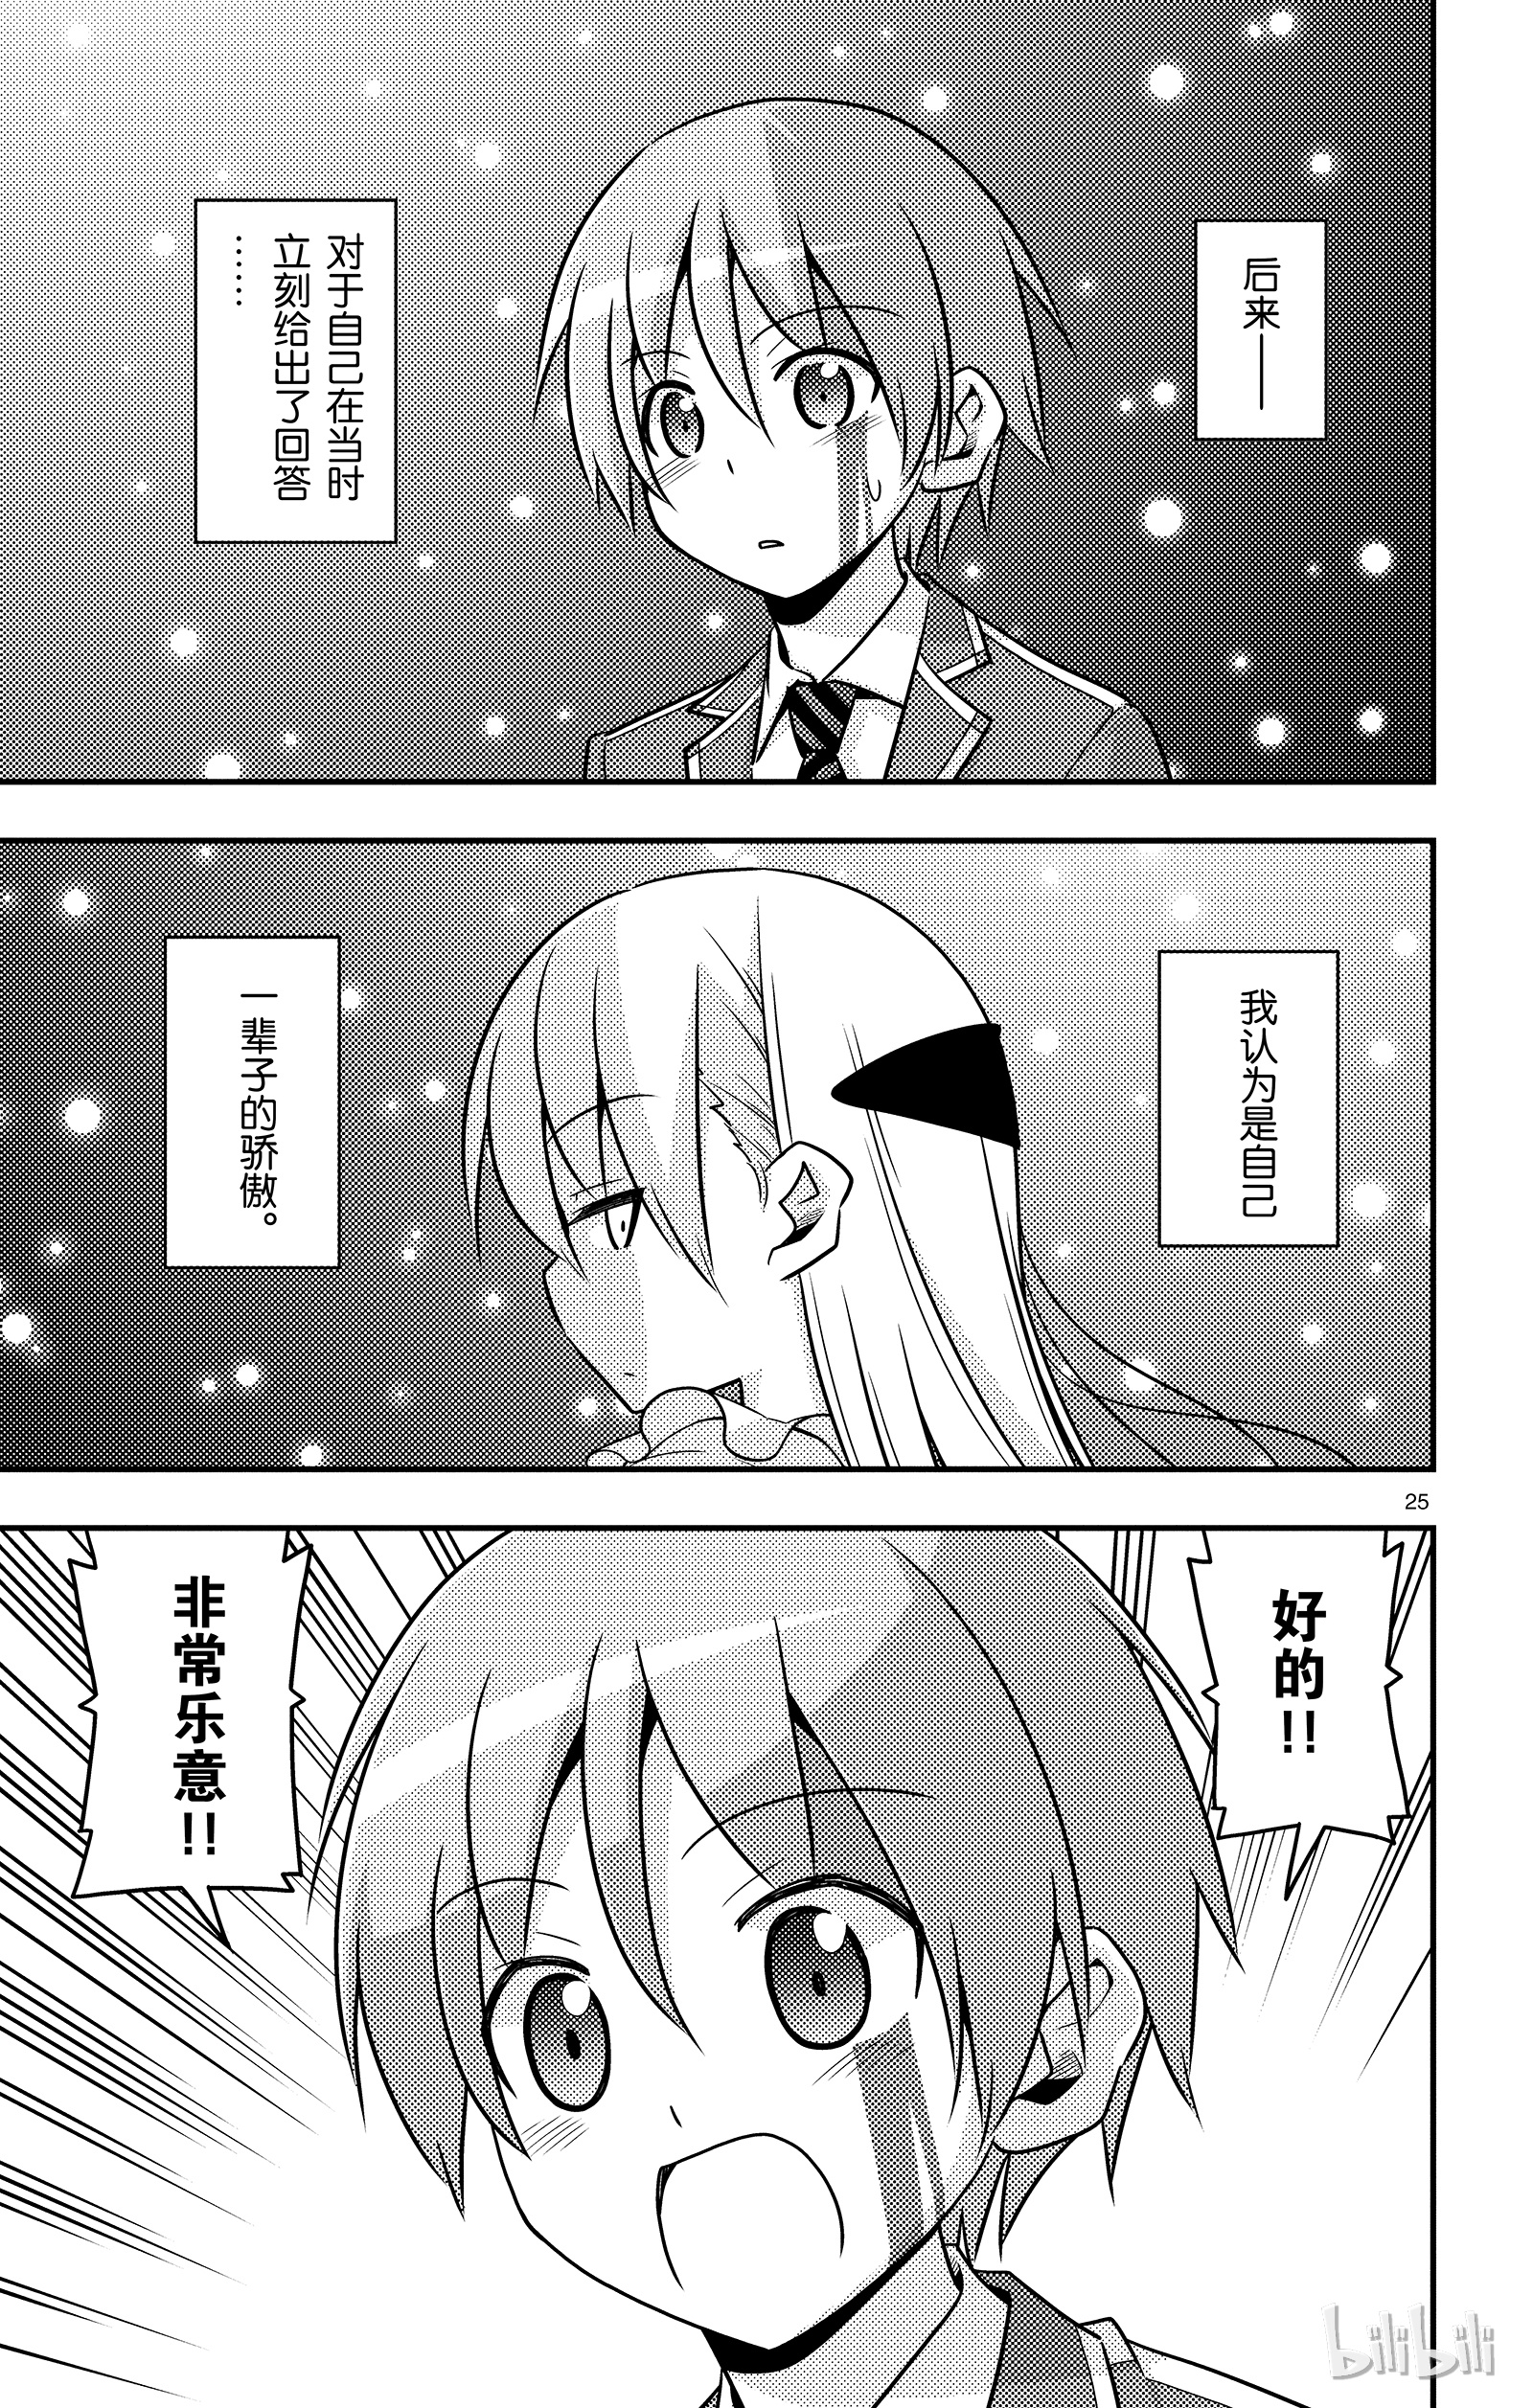 后来——
对于自己在当时
立刻给出了回答
……
我认为是自己
一辈子的骄傲。
25
好的!!
非常乐意!!
bilibili